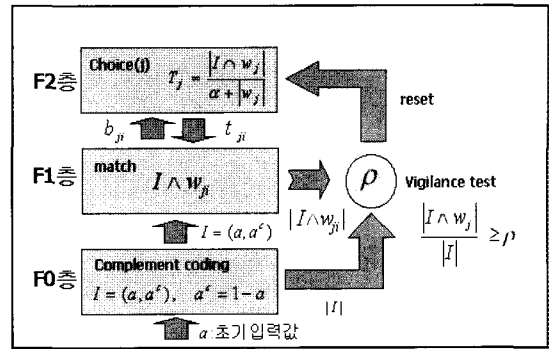 F2층
Choice(j)
T_j = |I ∩ w_j| / (α + |w_j|)
reset
b_ji
t_ji
F1층
match
I ∧ w_ji
ρ
Vigilance test
|I ∧ w_ji|
|I ∩ w_j| / |I| ≥ ρ
I = (a, a^c)
F0층
Complement coding
I = (a, a^c), a^c = 1 - a
|I|
a:초기입력값